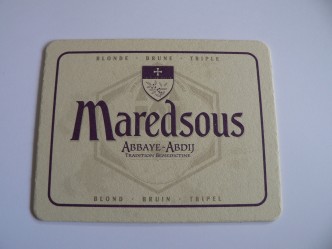 BLONDE · BRUNE · TRIPLE
Maredsous
ABBAYE-ABDIJ
TRADITION BÉNÉDICTINE
BLOND · BRUIN · TRIPEL